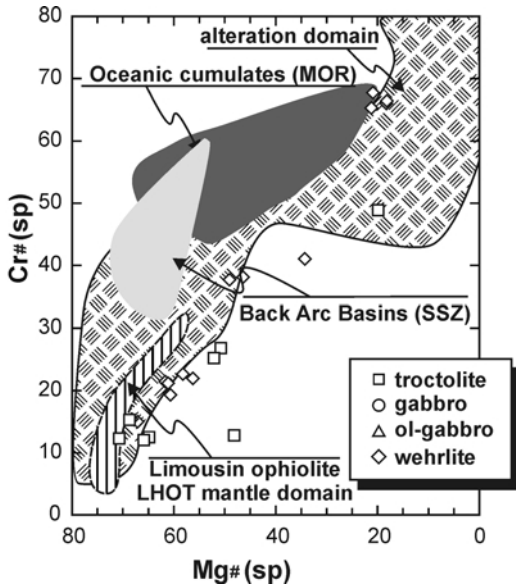 80
70
60
50
40
30
20
10
0
Cr#(sp)
alteration domain
Oceanic cumulates (MOR)
Back Arc Basins (SSZ)
troctolite
gabbro
ol-gabbro
wehrlite
Limousin ophiolite
LHOT mantle domain
80 60 40 20 0
Mg#(sp)